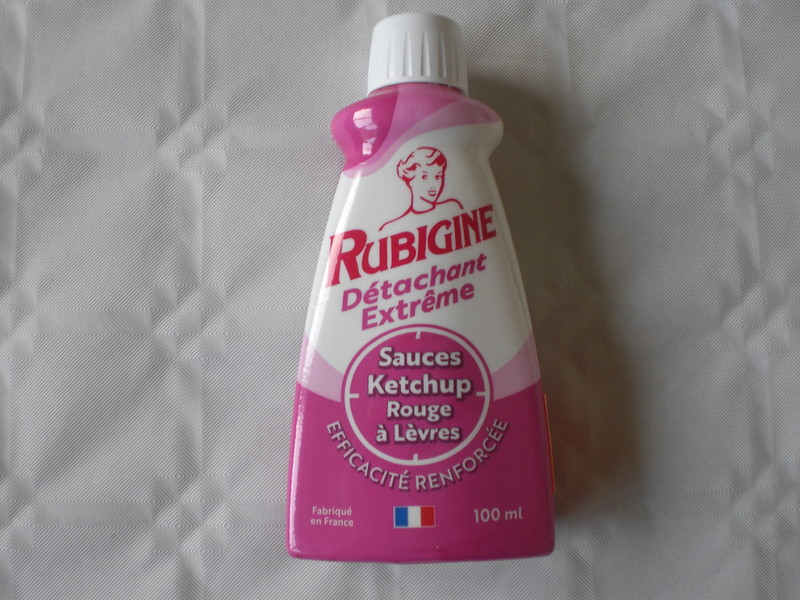 RUBIGINE
Détachant
Extrême
Sauces
Ketchup
Rouge
à Lèvres
EFFICACITÉ RENFORCÉE
Fabriqué
en France
100 ml